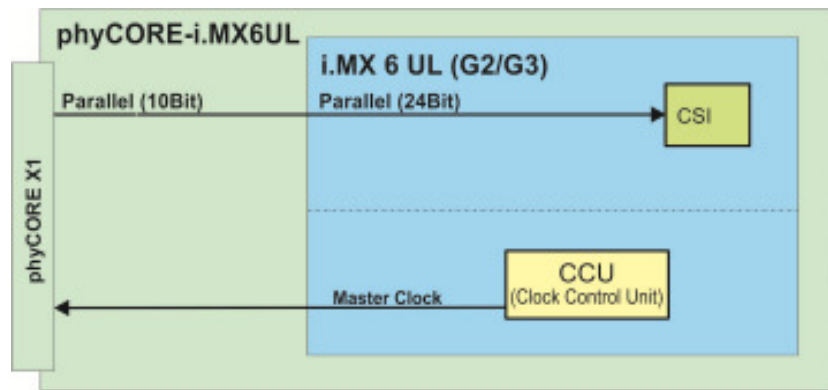 phyCORE-i.MX6UL
i.MX 6 UL (G2/G3)
Parallel (10Bit)
Parallel (24Bit)
CSI
phyCORE X1
CCU
(Clock Control Unit)
Master Clock